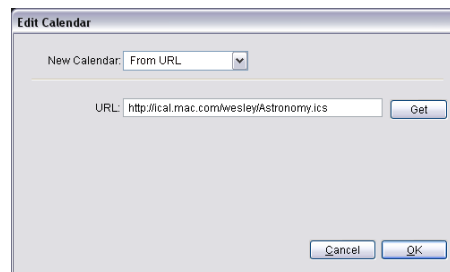 Edit Calendar
New Calendar: From URL
URL: http://ical.mac.com/wesley/Astronomy.ics Get
Cancel OK